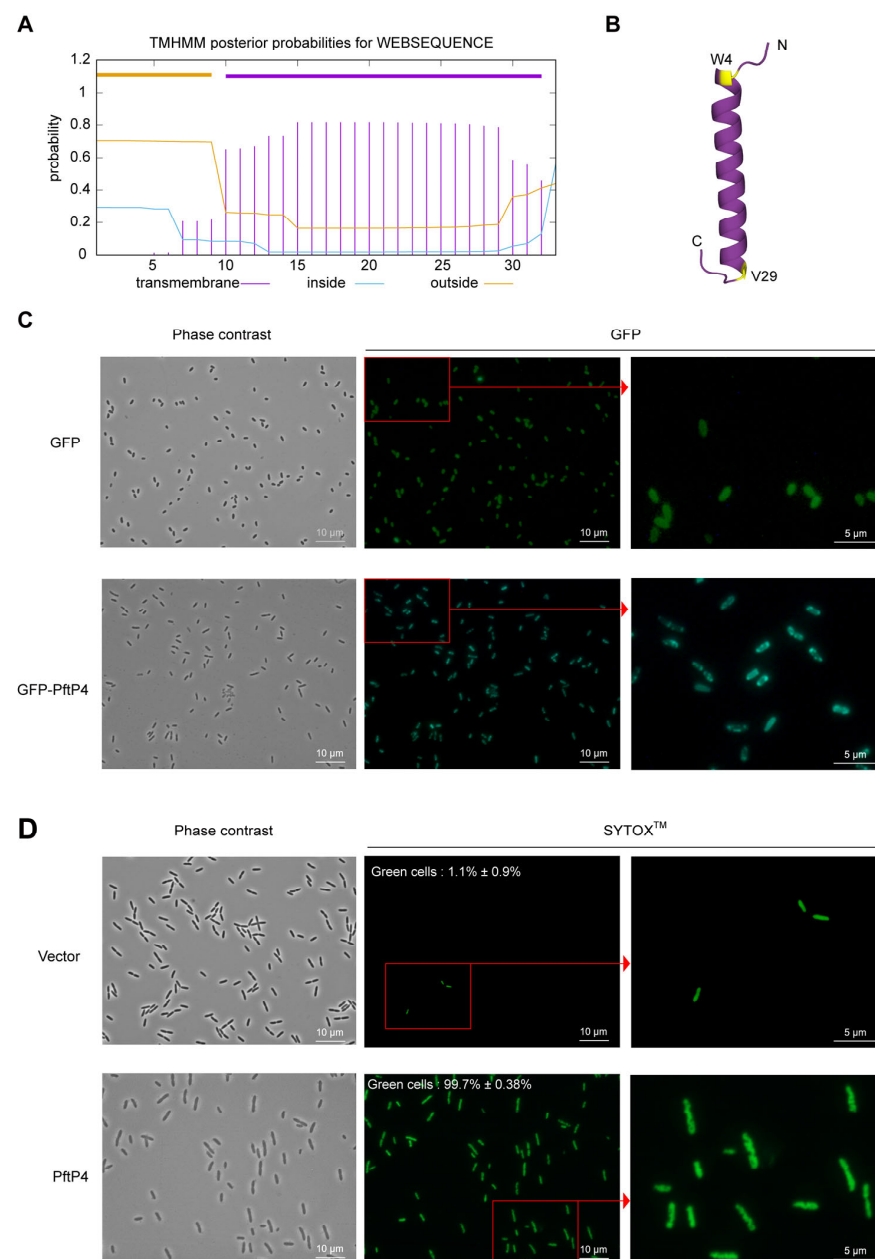 A
TMHMM posterior probabilities for WEBSEQUENCE
1.2
1
0.8
0.6
0.4
0.2
0
probability
5
10
15
20
25
30
transmembrane
inside
outside
B
W4
N
C
V29
C
Phase contrast
GFP
GFP
10 µm
10 µm
5 µm
GFP-PftP4
10 µm
10 µm
5 µm
D
Phase contrast
SYTOX™
Vector
10 µm
Green cells : 1.1% ± 0.9%
10 µm
5 µm
PftP4
10 µm
Green cells : 99.7% ± 0.38%
10 µm
5 µm